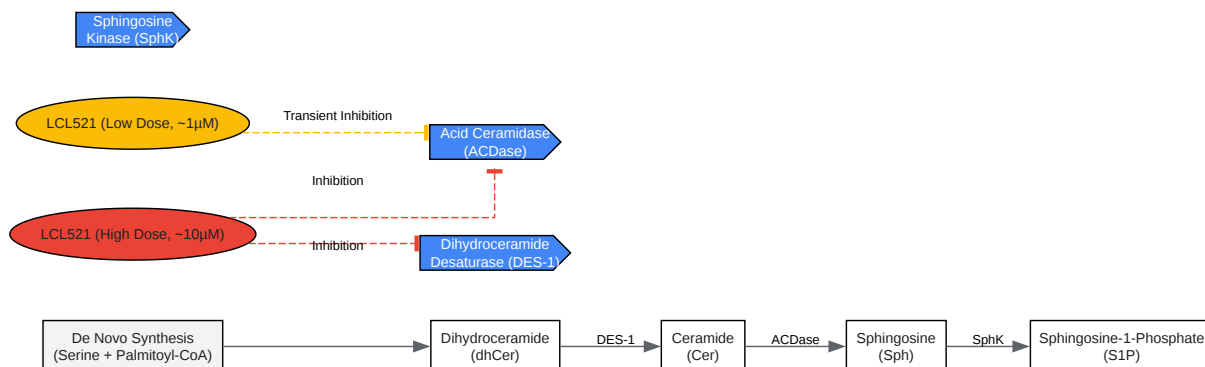 Sphingosine
Kinase (SphK)
LCL521 (Low Dose, ~1µM)
Transient Inhibition
Acid Ceramidase
(ACDase)
Inhibition
LCL521 (High Dose, ~10µM)
Inhibition
Dihydroceramide
Desaturase (DES-1)
De Novo Synthesis
(Serine + Palmitoyl-CoA)
Dihydroceramide
(dhCer)
DES-1
Ceramide
(Cer)
ACDase
Sphingosine
(Sph)
SphK
Sphingosine-1-Phosphate
(S1P)